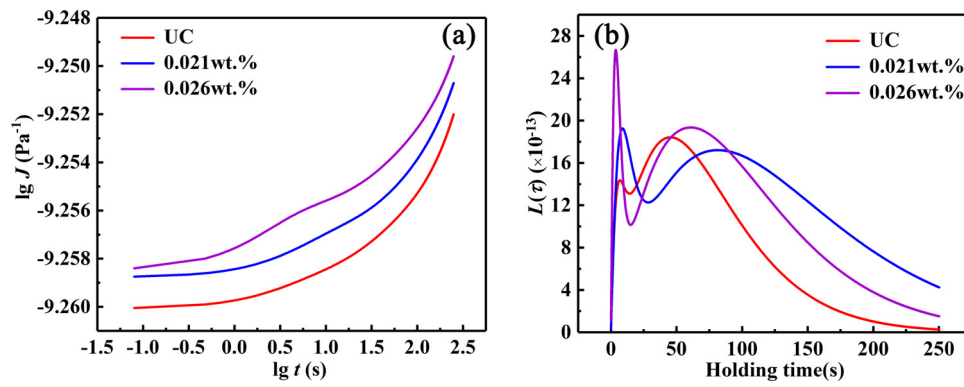 (a)
UC
0.021wt.%
0.026wt.%
lg J (Pa⁻¹)
-9.248
-9.250
-9.252
-9.254
-9.256
-9.258
-9.260
-1.5 -1.0 -0.5 0.0 0.5 1.0 1.5 2.0 2.5
lg t (s)
(b)
UC
0.021wt.%
0.026wt.%
L(τ) (×10⁻¹³)
28
24
20
16
12
8
4
0
0 50 100 150 200 250
Holding time(s)